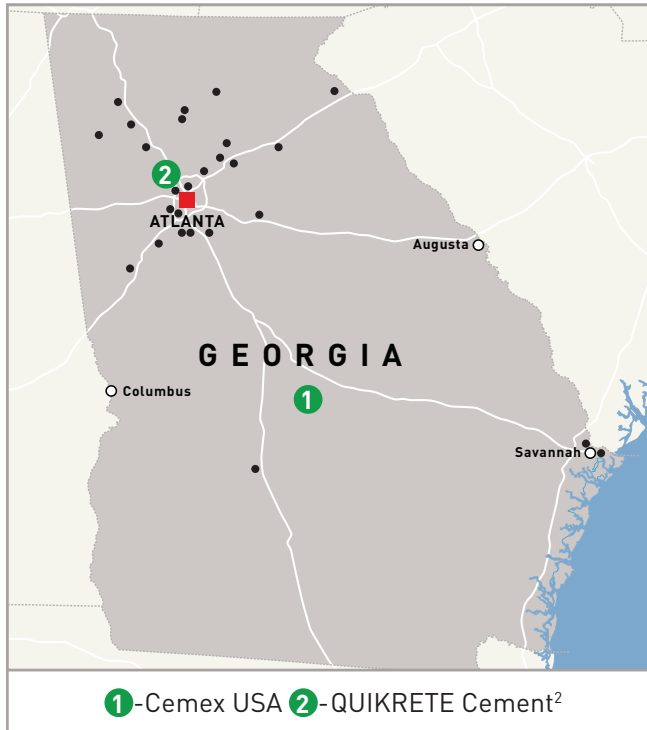 2
ATLANTA
Augusta
GEORGIA
1
Columbus
Savannah
1-Cemex USA 2-QUIKRETE Cement²